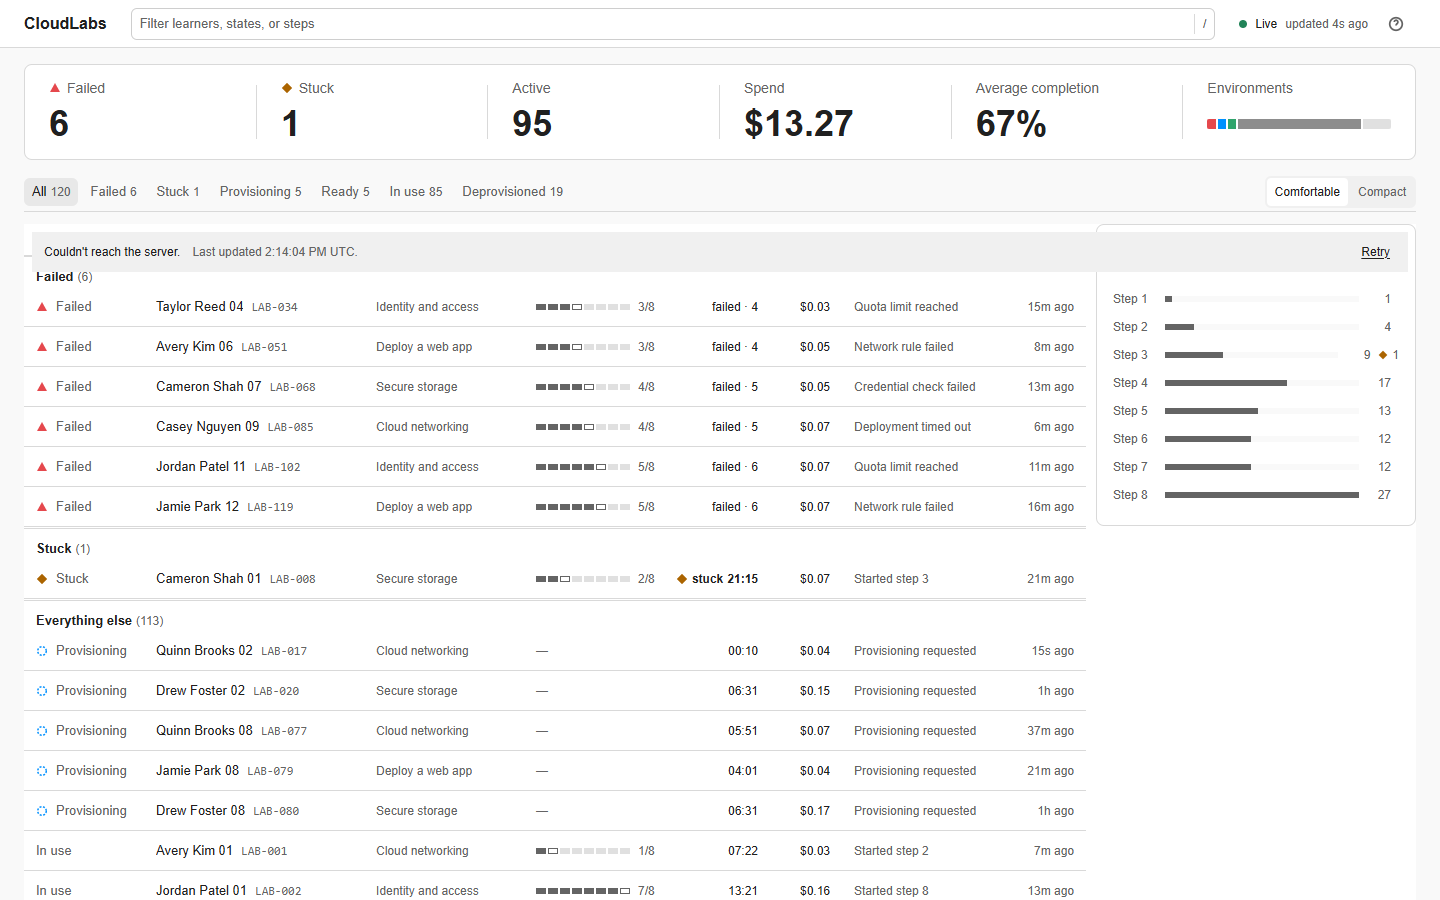 CloudLabs
Filter learners, states, or steps /
Live updated 4s ago
Failed Stuck Active Spend Average completion Environments
6 1 95 $13.27 67%
All 120 Failed 6 Stuck 1 Provisioning 5 Ready 5 In use 85 Deprovisioned 19
Comfortable Compact
Couldn't reach the server. Last updated 2:14:04 PM UTC. Retry
Failed (6)
Failed Taylor Reed 04 LAB-034 Identity and access 3/8 failed · 4 $0.03 Quota limit reached 15m ago
Failed Avery Kim 06 LAB-051 Deploy a web app 3/8 failed · 4 $0.05 Network rule failed 8m ago
Failed Cameron Shah 07 LAB-068 Secure storage 4/8 failed · 5 $0.05 Credential check failed 13m ago
Failed Casey Nguyen 09 LAB-085 Cloud networking 4/8 failed · 5 $0.07 Deployment timed out 6m ago
Failed Jordan Patel 11 LAB-102 Identity and access 5/8 failed · 6 $0.07 Quota limit reached 11m ago
Failed Jamie Park 12 LAB-119 Deploy a web app 5/8 failed · 6 $0.07 Network rule failed 16m ago
Stuck (1)
Stuck Cameron Shah 01 LAB-008 Secure storage 2/8 stuck 21:15 $0.07 Started step 3 21m ago
Everything else (113)
Provisioning Quinn Brooks 02 LAB-017 Cloud networking — 00:10 $0.04 Provisioning requested 15s ago
Provisioning Drew Foster 02 LAB-020 Secure storage — 06:31 $0.15 Provisioning requested 1h ago
Provisioning Quinn Brooks 08 LAB-077 Cloud networking — 05:51 $0.07 Provisioning requested 37m ago
Provisioning Jamie Park 08 LAB-079 Deploy a web app — 04:01 $0.04 Provisioning requested 21m ago
Provisioning Drew Foster 08 LAB-080 Secure storage — 06:31 $0.17 Provisioning requested 1h ago
In use Avery Kim 01 LAB-001 Cloud networking 1/8 07:22 $0.03 Started step 2 7m ago
In use Jordan Patel 01 LAB-002 Identity and access 7/8 13:21 $0.16 Started step 8 13m ago
Step 1 1
Step 2 4
Step 3 9 1
Step 4 17
Step 5 13
Step 6 12
Step 7 12
Step 8 27